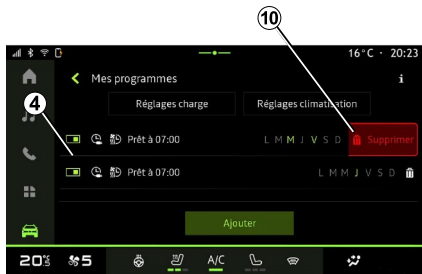 10
16°C · 20:23
Mes programmes
i
4
Réglages charge
Réglages climatisation
Prêt à 07:00
L M M J V S D
Supprimer
Prêt à 07:00
L M M J V S D
Ajouter
20°5
5
A/C